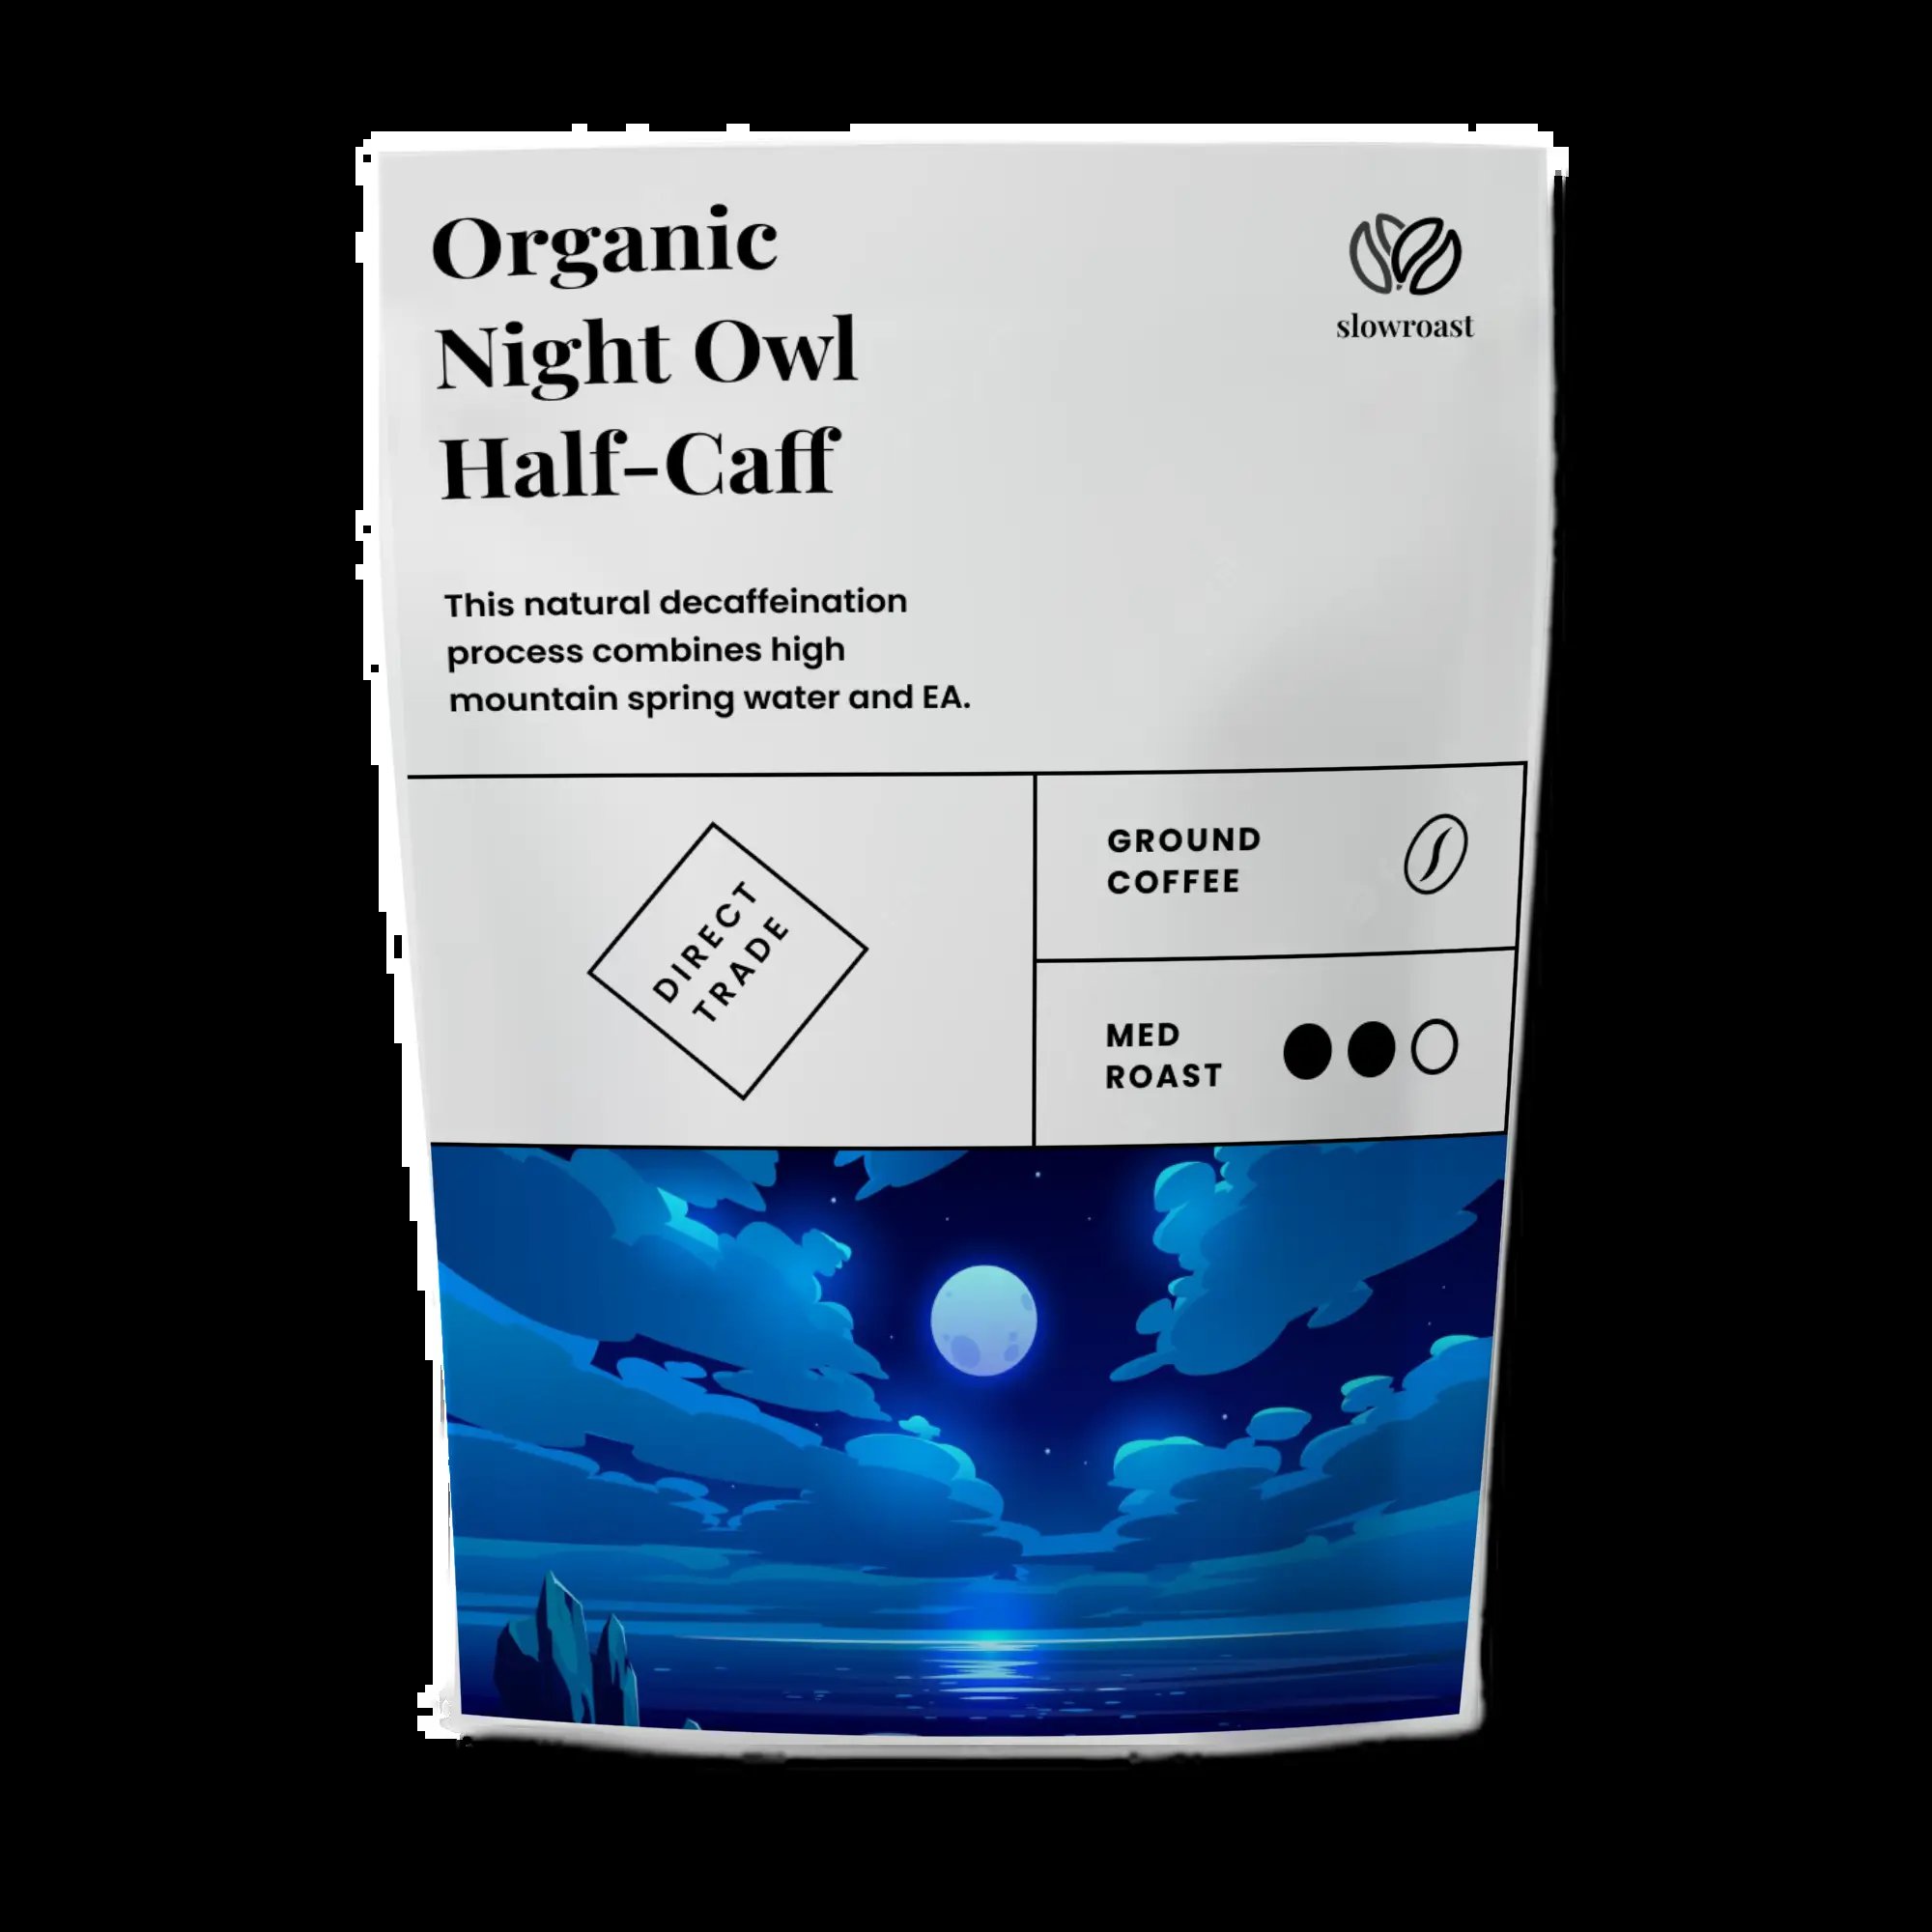 Organic
Night Owl
Half-Caff
slowroast
This natural decaffeination
process combines high
mountain spring water and EA.
DIRECT
TRADE
GROUND
COFFEE
MED
ROAST